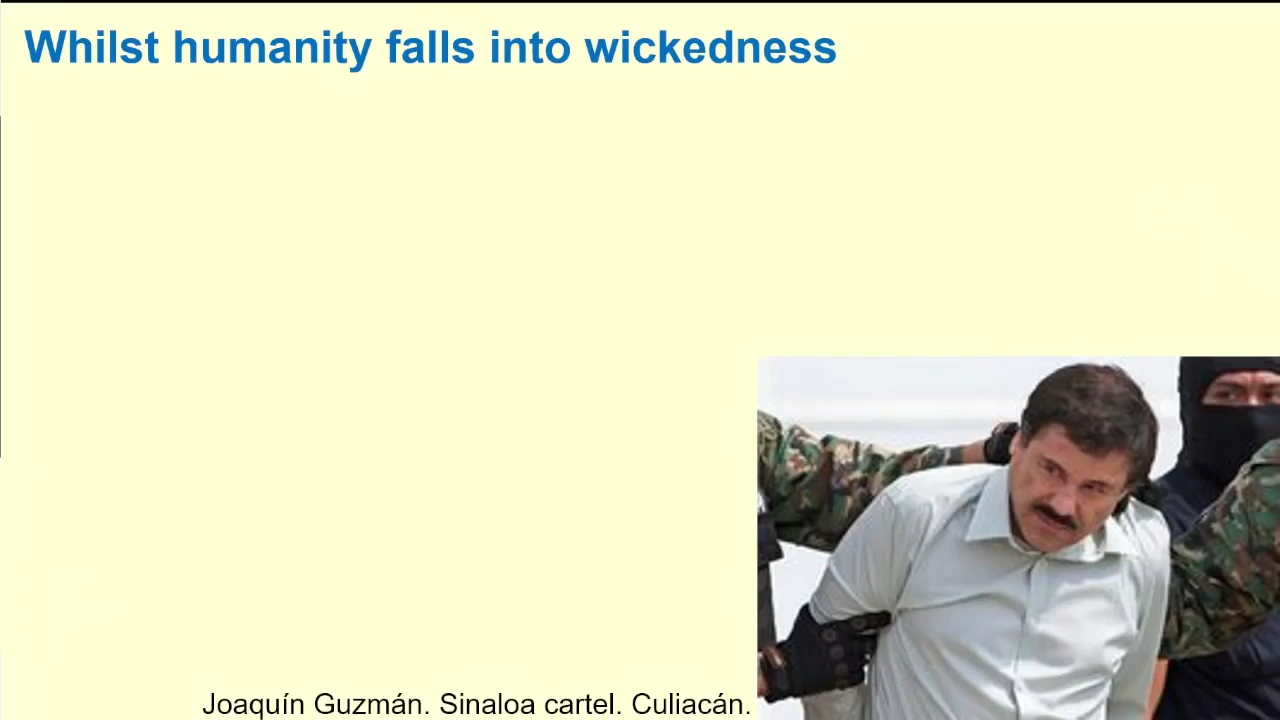 Whilst humanity falls into wickedness
Joaquín Guzmán. Sinaloa cartel. Culiacán.